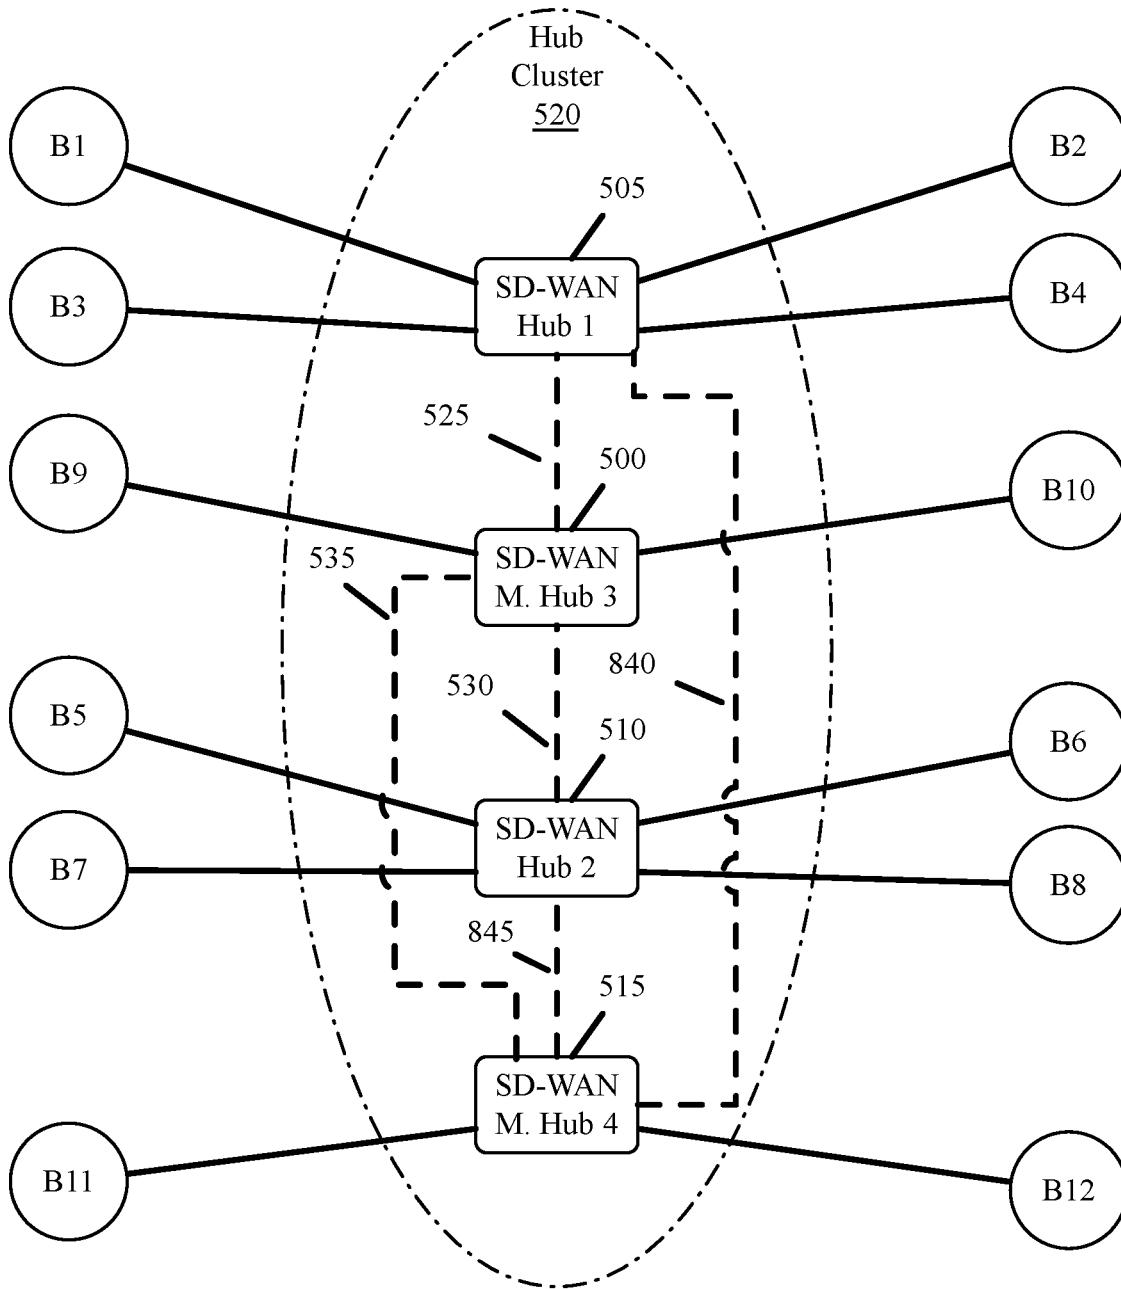 Hub
Cluster
520
B1
B2
505
SD-WAN
Hub 1
B3
B4
525
500
B9
B10
SD-WAN
M. Hub 3
535
840
530
510
B5
B6
SD-WAN
Hub 2
B7
B8
845
515
SD-WAN
M. Hub 4
B11
B12